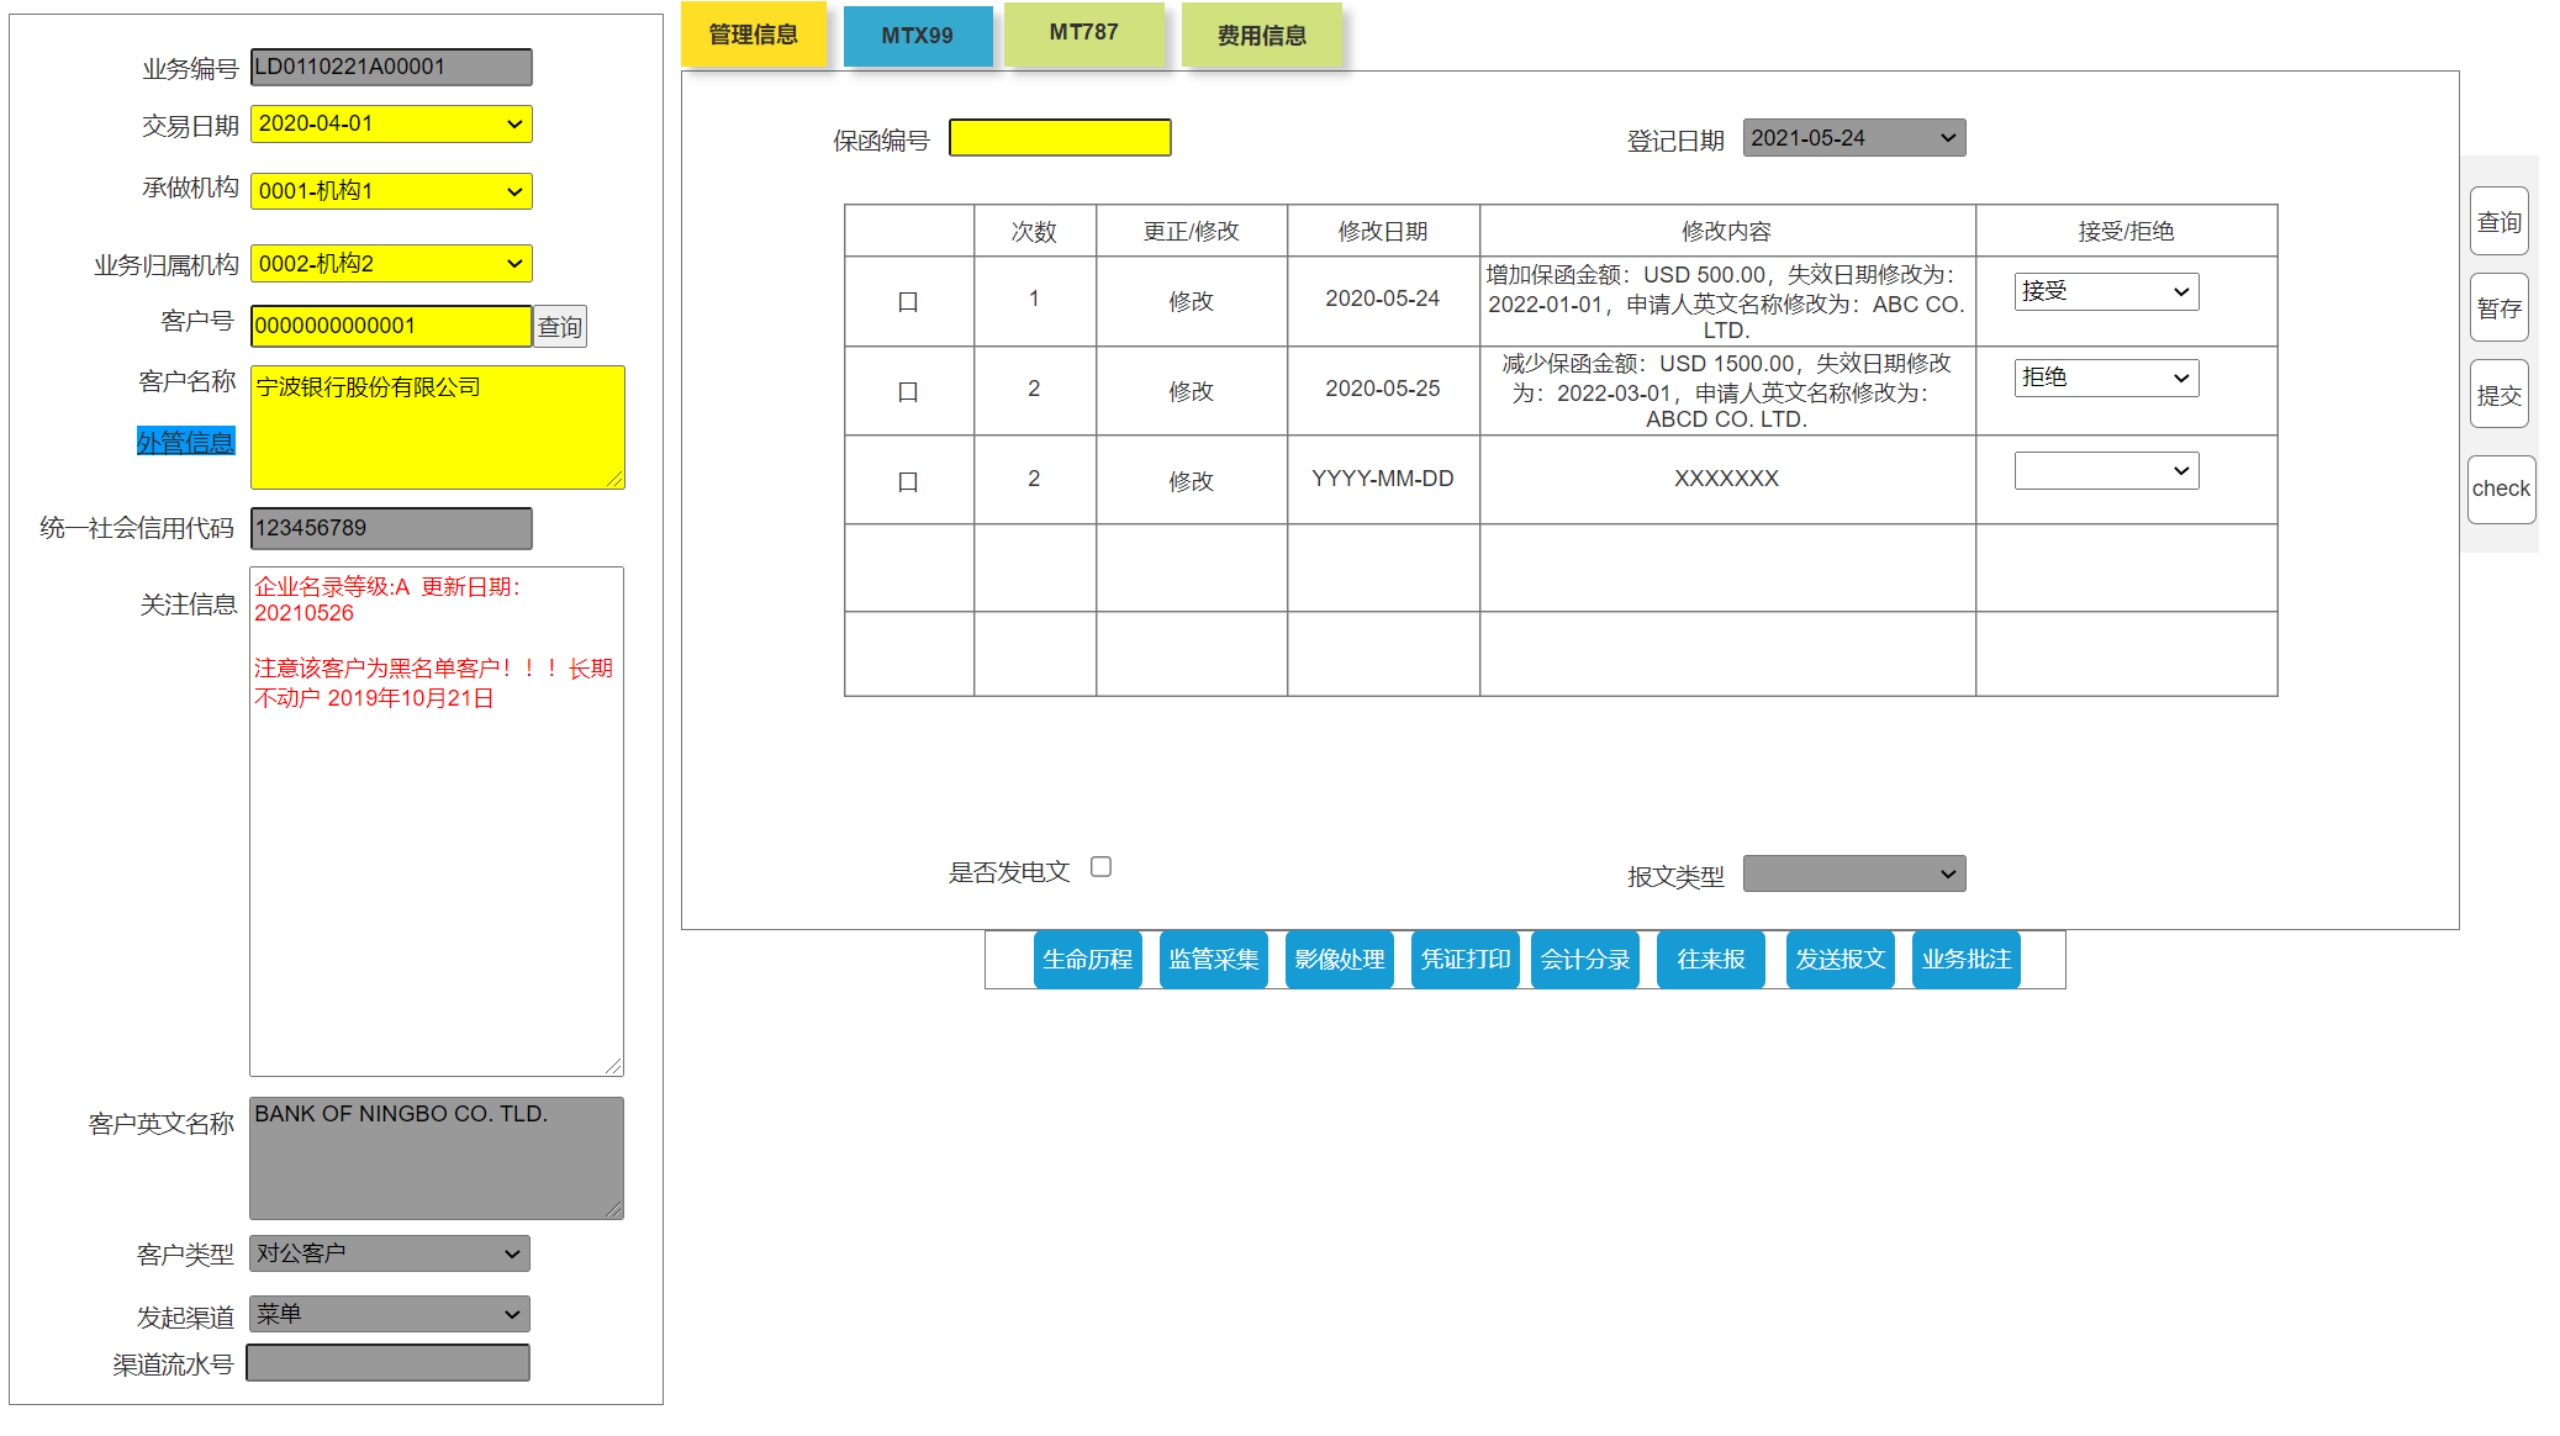 业务编号 LD0110221A00001
交易日期 2020-04-01
承做机构 0001-机构1
业务归属机构 0002-机构2
客户号 0000000000001 查询
客户名称 宁波银行股份有限公司
外管信息
统一社会信用代码 123456789
关注信息
企业名录等级:A 更新日期：
20210526
注意该客户为黑名单客户！！！长期
不动户 2019年10月21日
客户英文名称 BANK OF NINGBO CO. TLD.
客户类型 对公客户
发起渠道 菜单
渠道流水号
管理信息 MTX99 MT787 费用信息
保函编号 登记日期 2021-05-24
次数 更正/修改 修改日期 修改内容 接受/拒绝
口 1 修改 2020-05-24
增加保函金额：USD 500.00，失效日期修改为：
2022-01-01，申请人英文名称修改为：ABC CO.
LTD.
接受
口 2 修改 2020-05-25
减少保函金额：USD 1500.00，失效日期修改
为：2022-03-01，申请人英文名称修改为：
ABCD CO. LTD.
拒绝
口 2 修改 YYYY-MM-DD XXXXXXX
是否发电文 报文类型
生命历程 监管采集 影像处理 凭证打印 会计分录 往来报 发送报文 业务批注
查询
暂存
提交
check